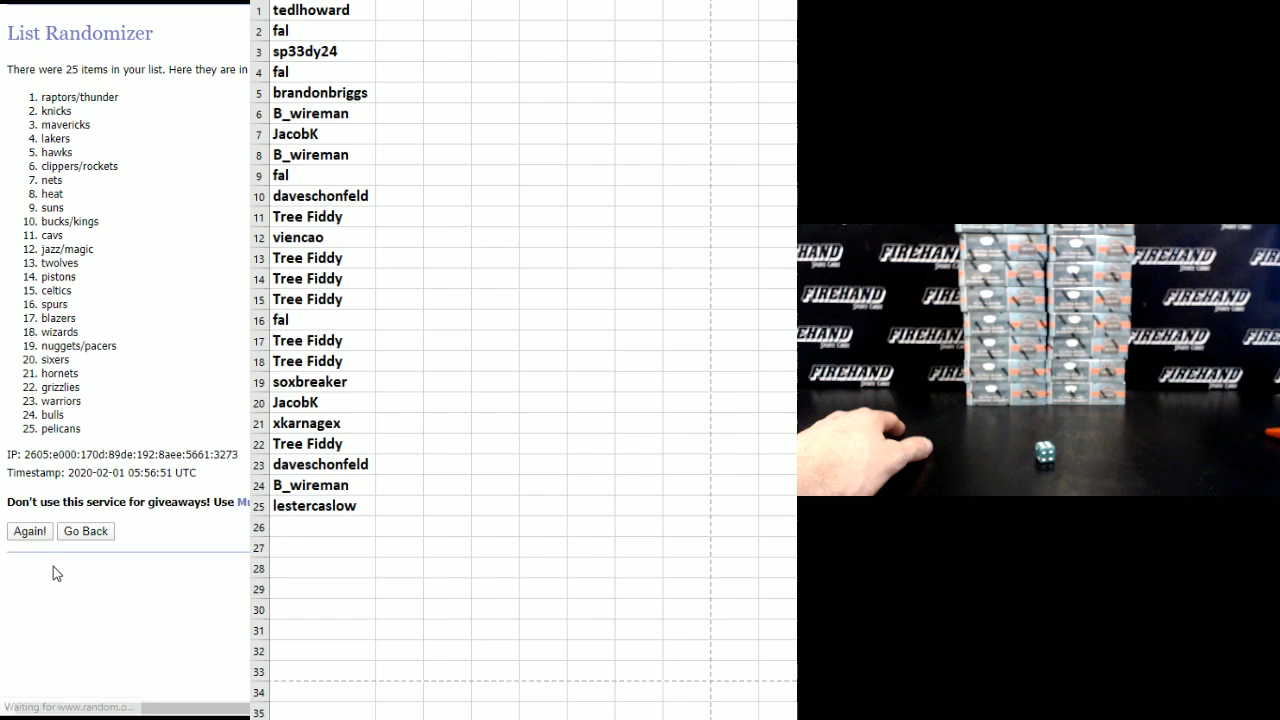 List Randomizer
There were 25 items in your list. Here they are in
1. raptors/thunder
2. knicks
3. mavericks
4. lakers
5. hawks
6. clippers/rockets
7. nets
8. heat
9. suns
10. bucks/kings
11. cavs
12. jazz/magic
13. twolves
14. pistons
15. celtics
16. spurs
17. blazers
18. wizards
19. nuggets/pacers
20. sixers
21. hornets
22. grizzlies
23. warriors
24. bulls
25. pelicans
IP: 2605:e000:170d:89de:192:8aee:5661:3273
Timestamp: 2020-02-01 05:56:51 UTC
Don't use this service for giveaways! Use
Again! Go Back
Waiting for www.random.o...
1 tedlhoward
2 fal
3 sp33dy24
4 fal
5 brandonbriggs
6 B_wireman
7 JacobK
8 B_wireman
9 fal
10 daveschonfeld
11 Tree Fiddy
12 viencao
13 Tree Fiddy
14 Tree Fiddy
15 Tree Fiddy
16 fal
17 Tree Fiddy
18 Tree Fiddy
19 soxbreaker
20 JacobK
21 xkarnagex
22 Tree Fiddy
23 daveschonfeld
24 B_wireman
25 lestercaslow
26
27
28
29
30
31
32
33
34
35
FIREHAND
FIREHAND
FIREHAND
FIREHAND
FIREHAND
FIREHAND
FIREHAND
FIREHAND